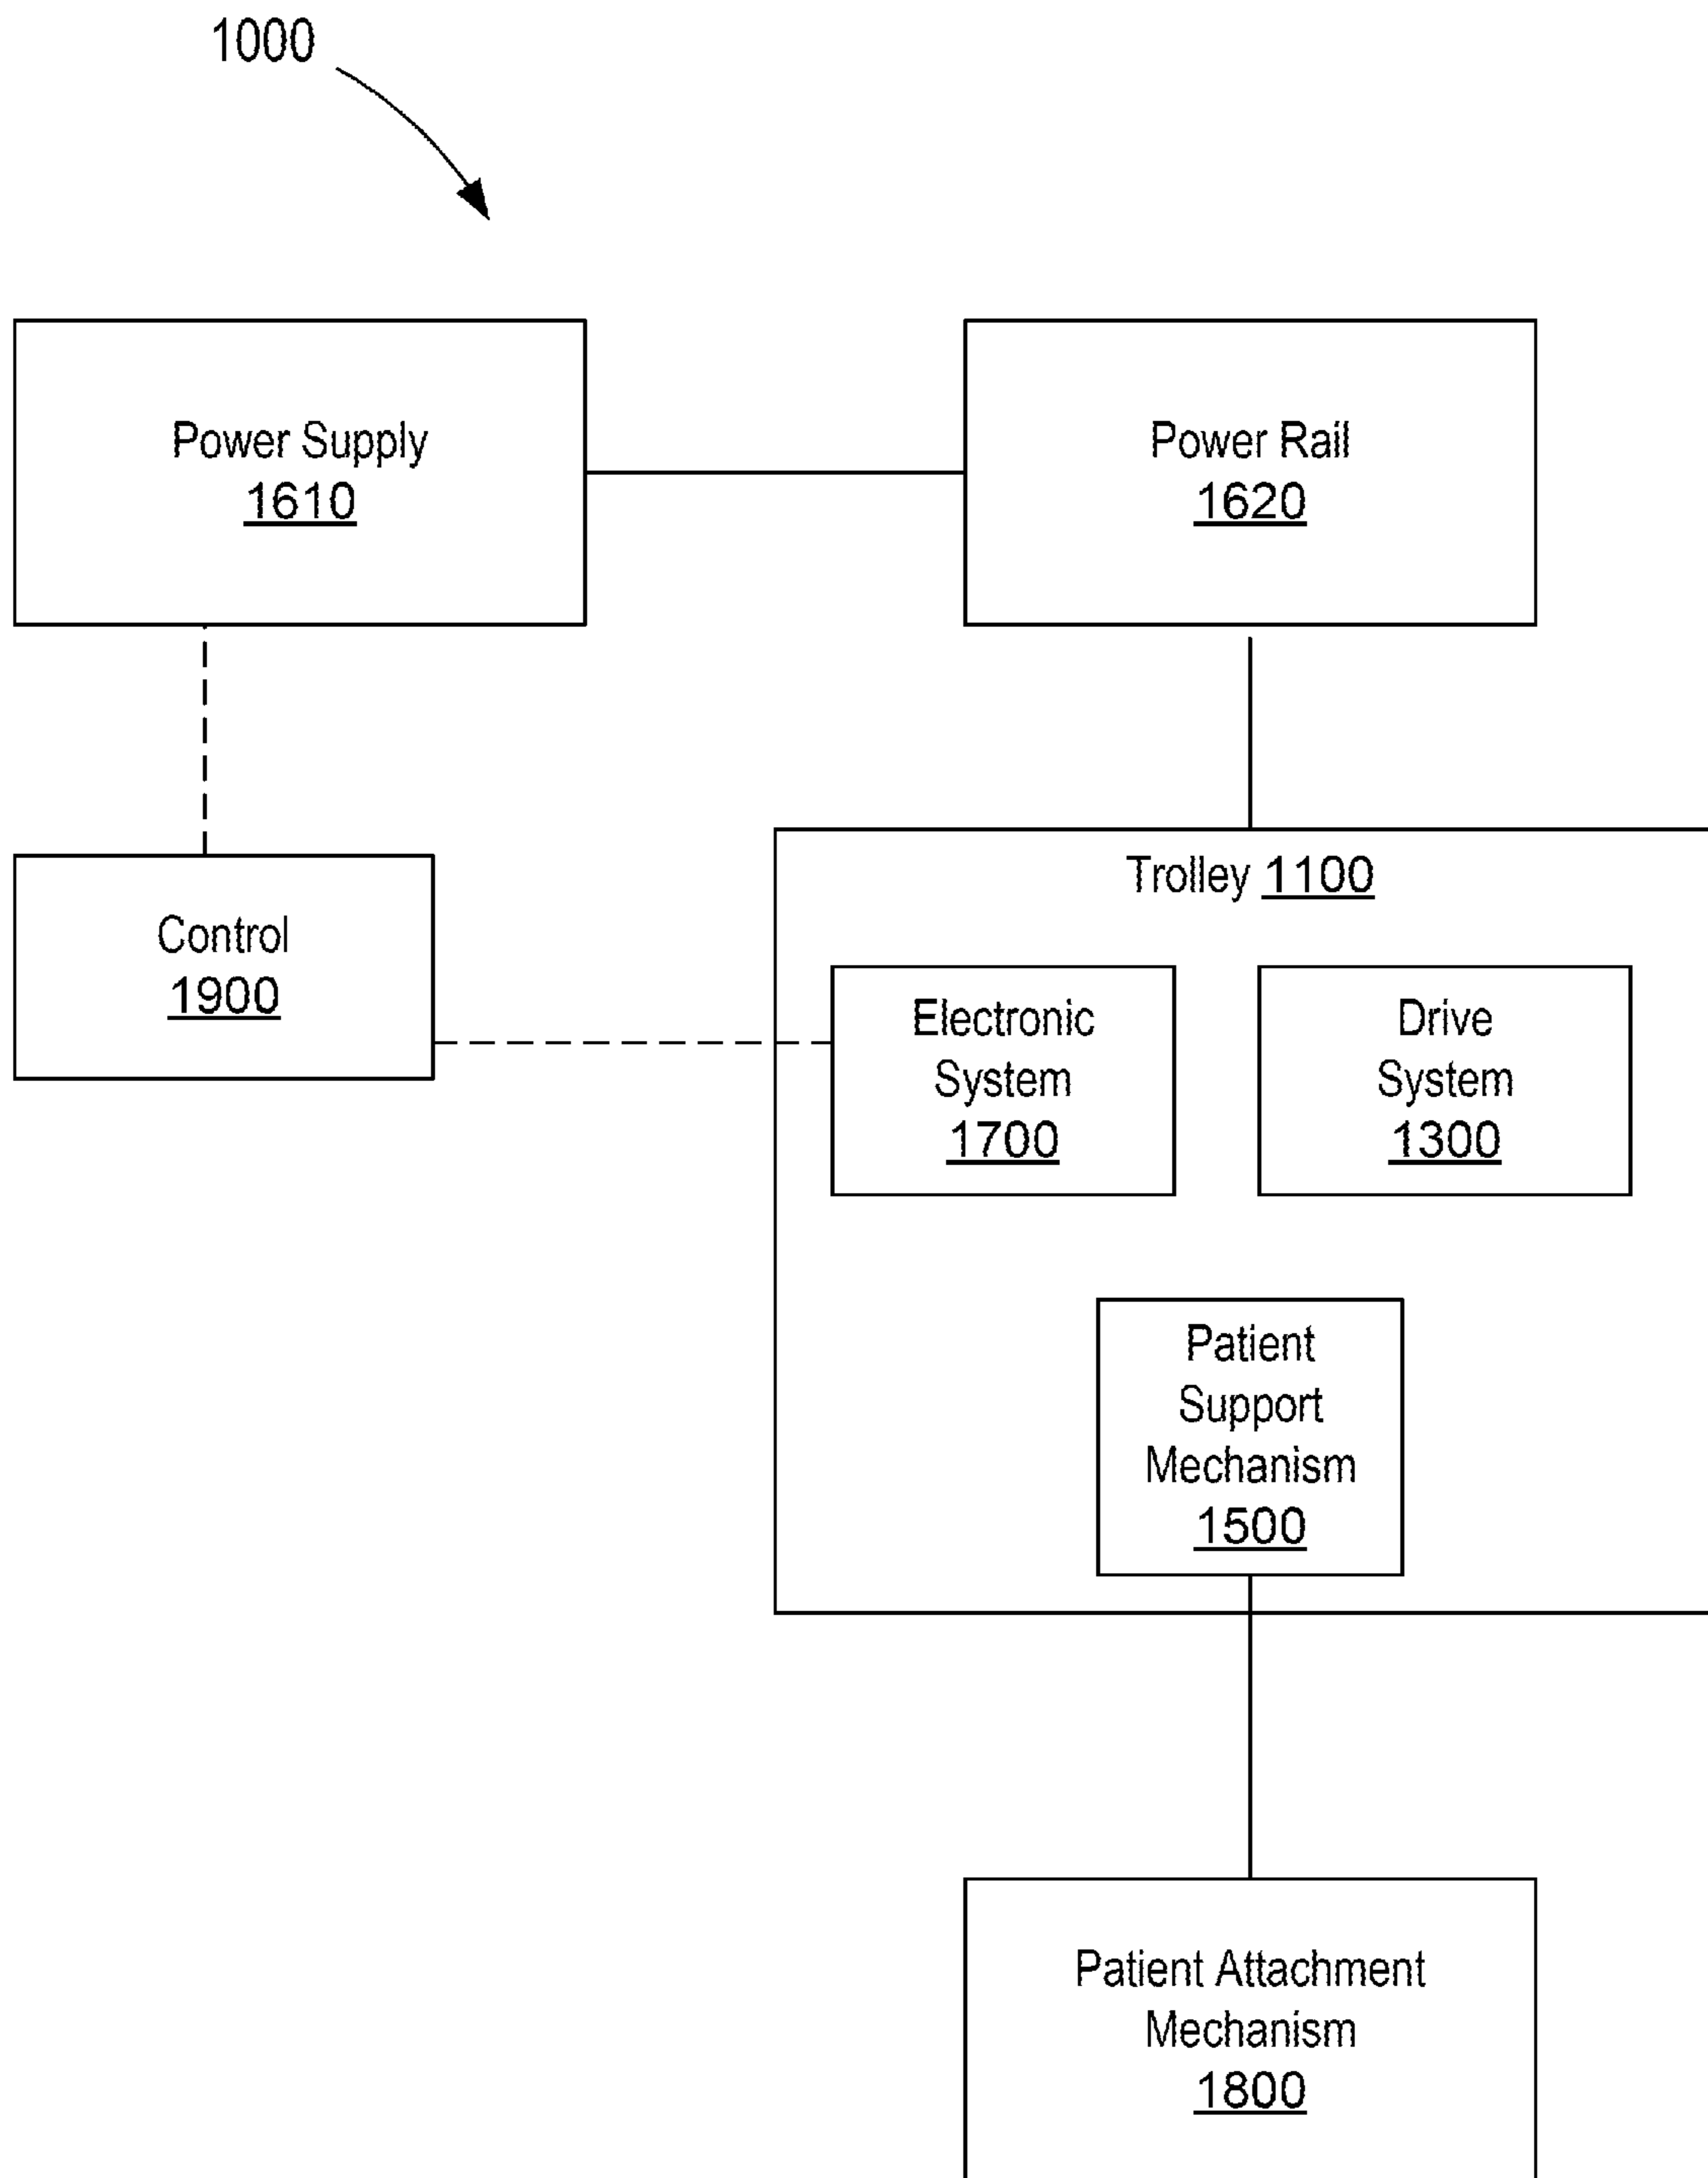 1000
Power Supply
1610
Power Rail
1620
Control
1900
Trolley 1100
Electronic
System
1700
Drive
System
1300
Patient
Support
Mechanism
1500
Patient Attachment
Mechanism
1800